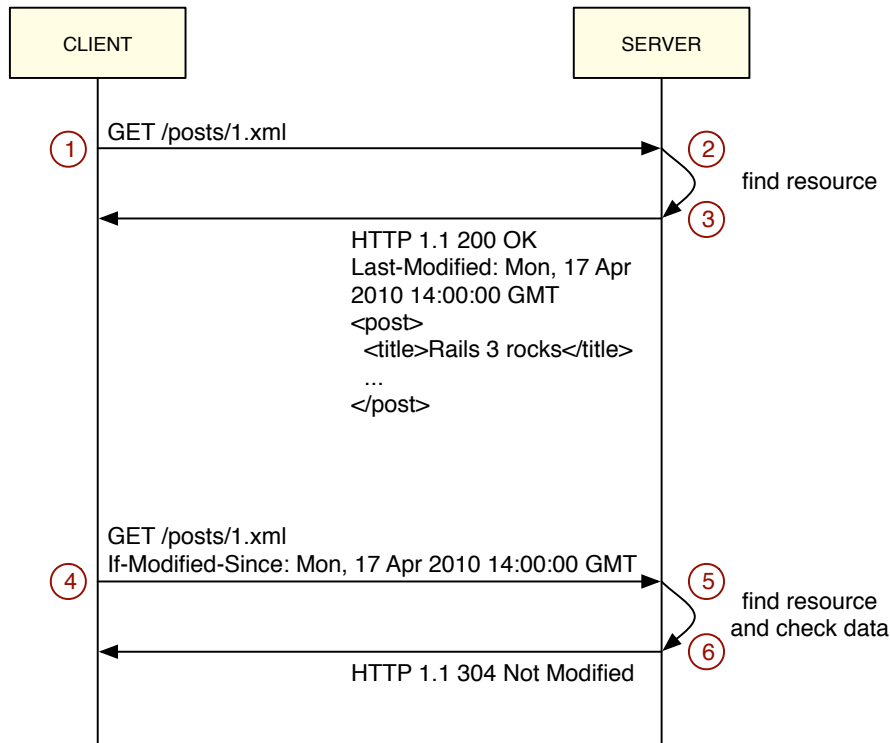 CLIENT
SERVER
GET /posts/1.xml
1
2
find resource
3
HTTP 1.1 200 OK
Last-Modified: Mon, 17 Apr
2010 14:00:00 GMT
<post>
<title>Rails 3 rocks</title>
...
</post>
GET /posts/1.xml
If-Modified-Since: Mon, 17 Apr 2010 14:00:00 GMT
4
5
find resource
and check data
6
HTTP 1.1 304 Not Modified